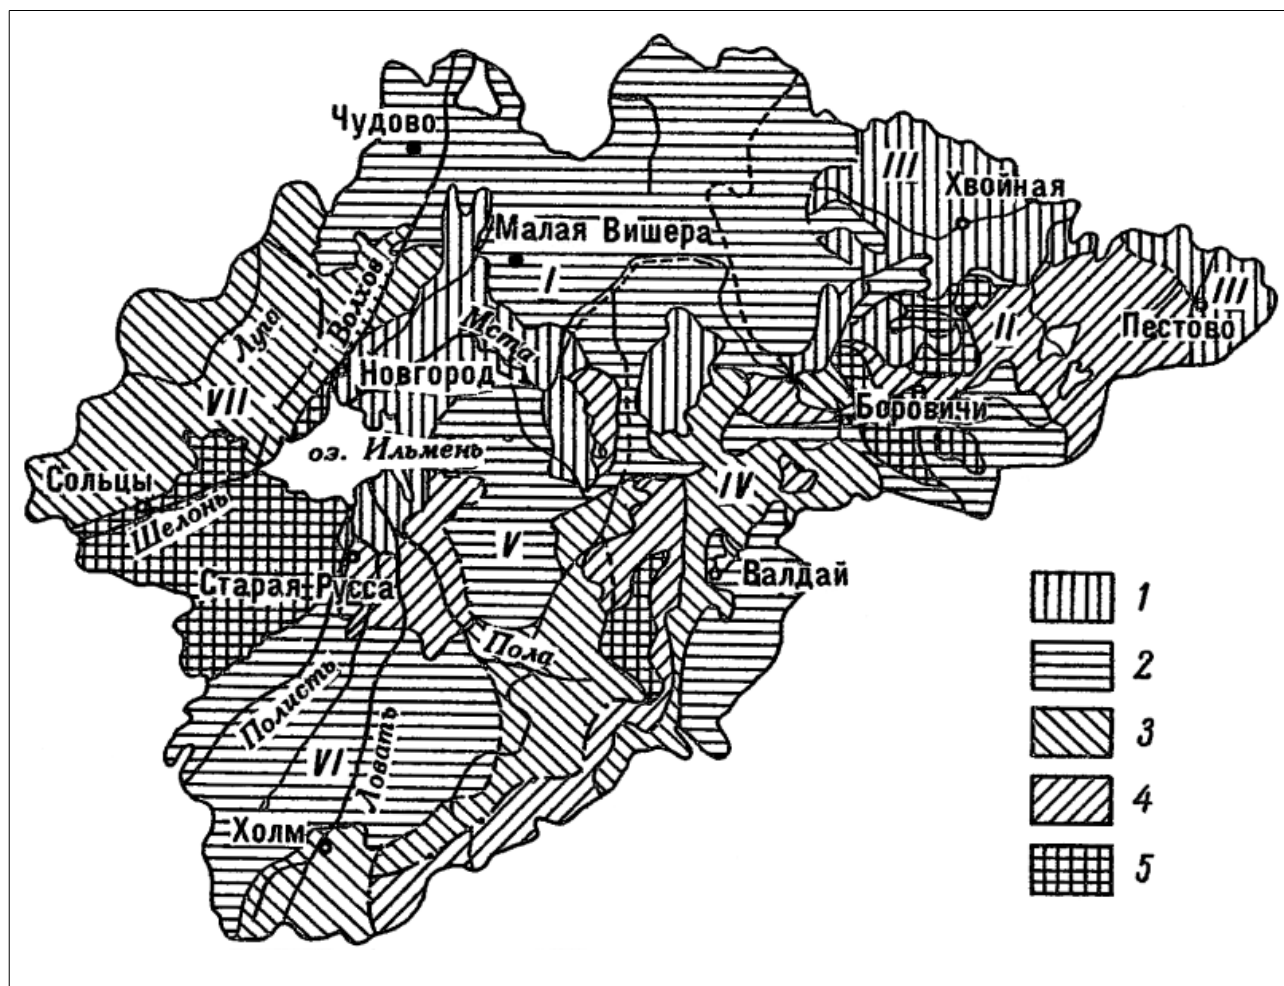 Чудово
III
Хвойная
Малая Вишера
I
Волхов
III
Луга
Мста
Пестово
II
Новгород
VII
Боровичи
оз. Ильмень
Сольцы
IV
Шелонь
V
Валдай
Старая Русса
1
Пола
2
Полисть
3
VI
Ловать
4
Холм
5